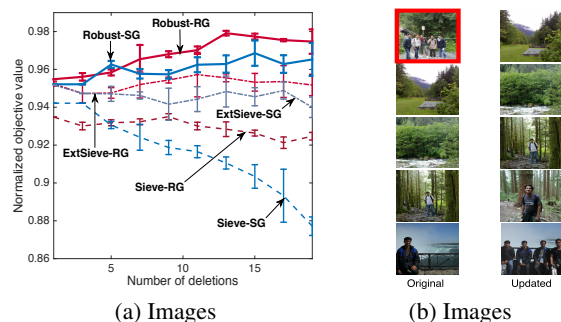 0.98
0.96
0.94
0.92
0.9
0.88
0.86
Normalized objective value
Robust-RG
Robust-SG
ExtSieve-SG
ExtSieve-RG
Sieve-RG
Sieve-SG
5
10
15
Number of deletions
Original
Updated
(a) Images
(b) Images